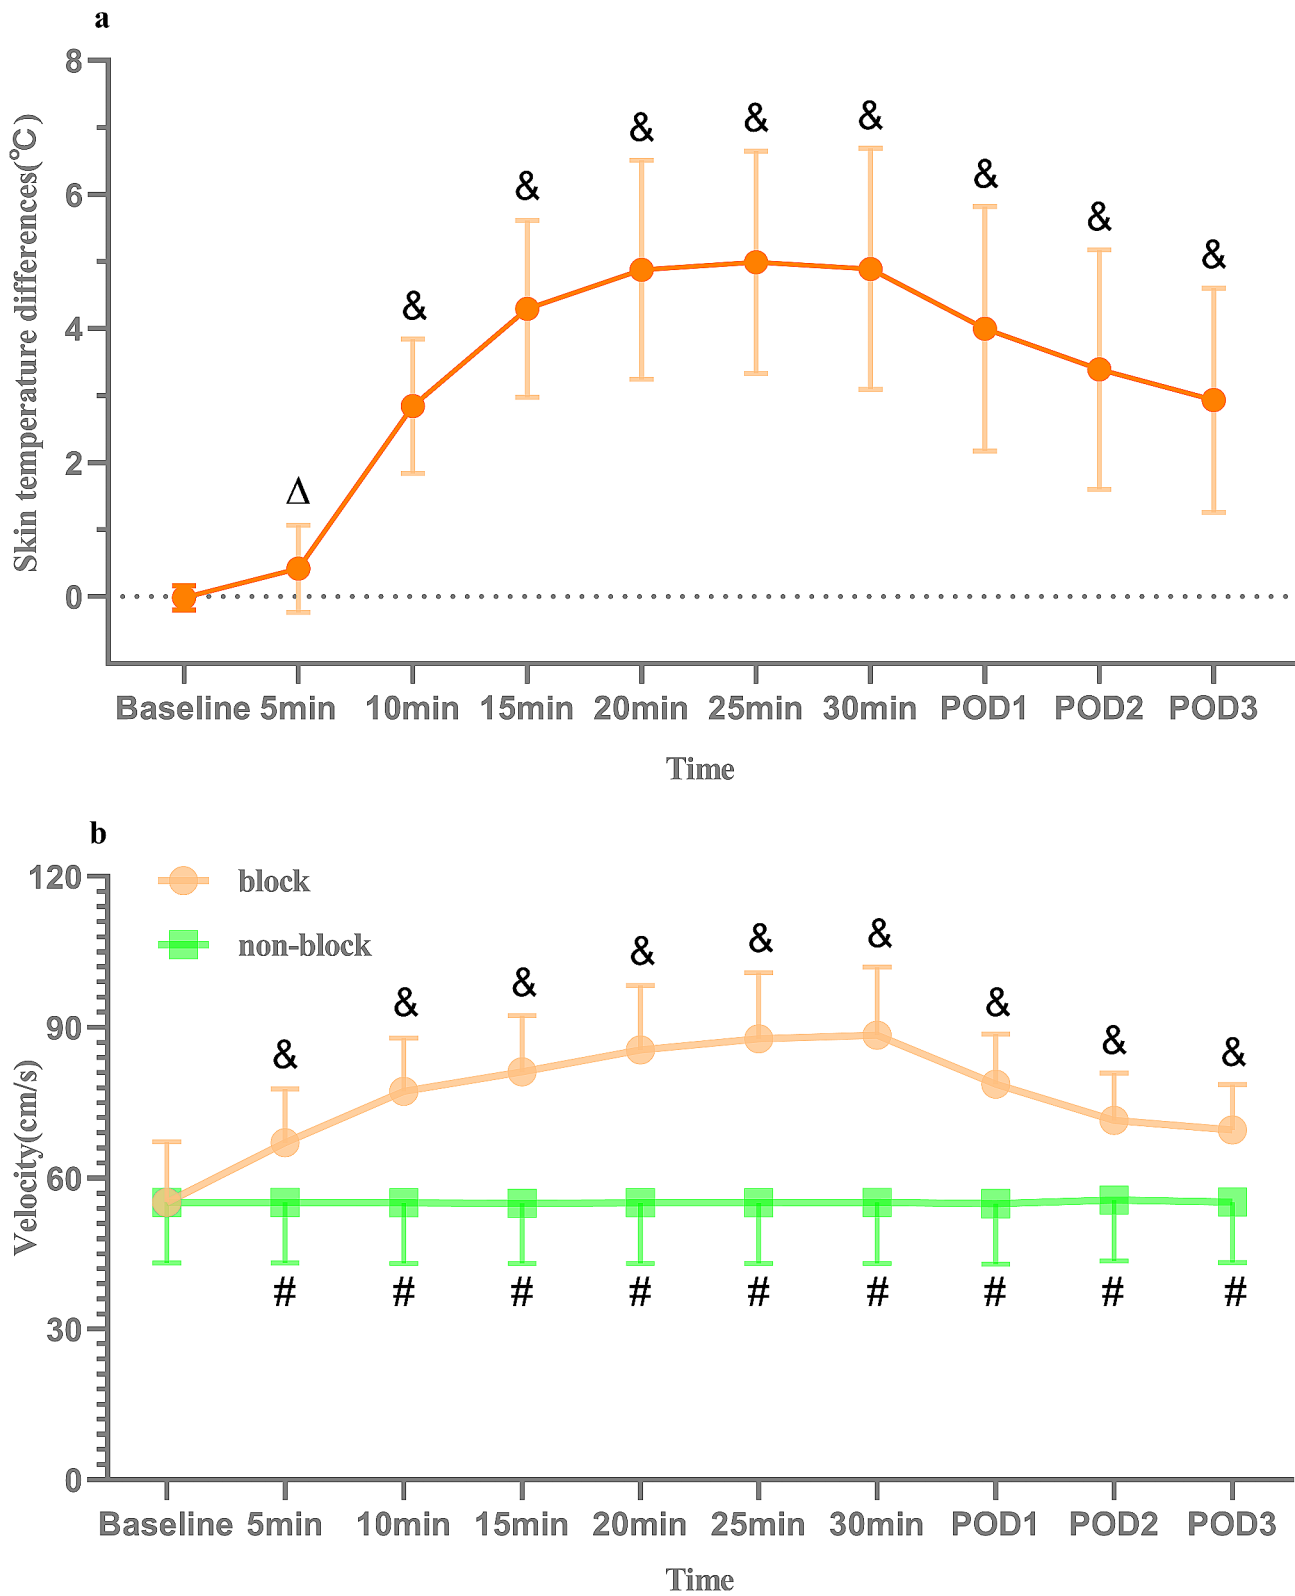 a
Skin temperature differences(℃)
8
6
4
2
0
& & & & & & & &
Δ
Baseline 5min 10min 15min 20min 25min 30min POD1 POD2 POD3
Time
b
Velocity(cm/s)
120
90
60
30
0
block
non-block
& & & & & & & & &
# # # # # # # # #
Baseline 5min 10min 15min 20min 25min 30min POD1 POD2 POD3
Time